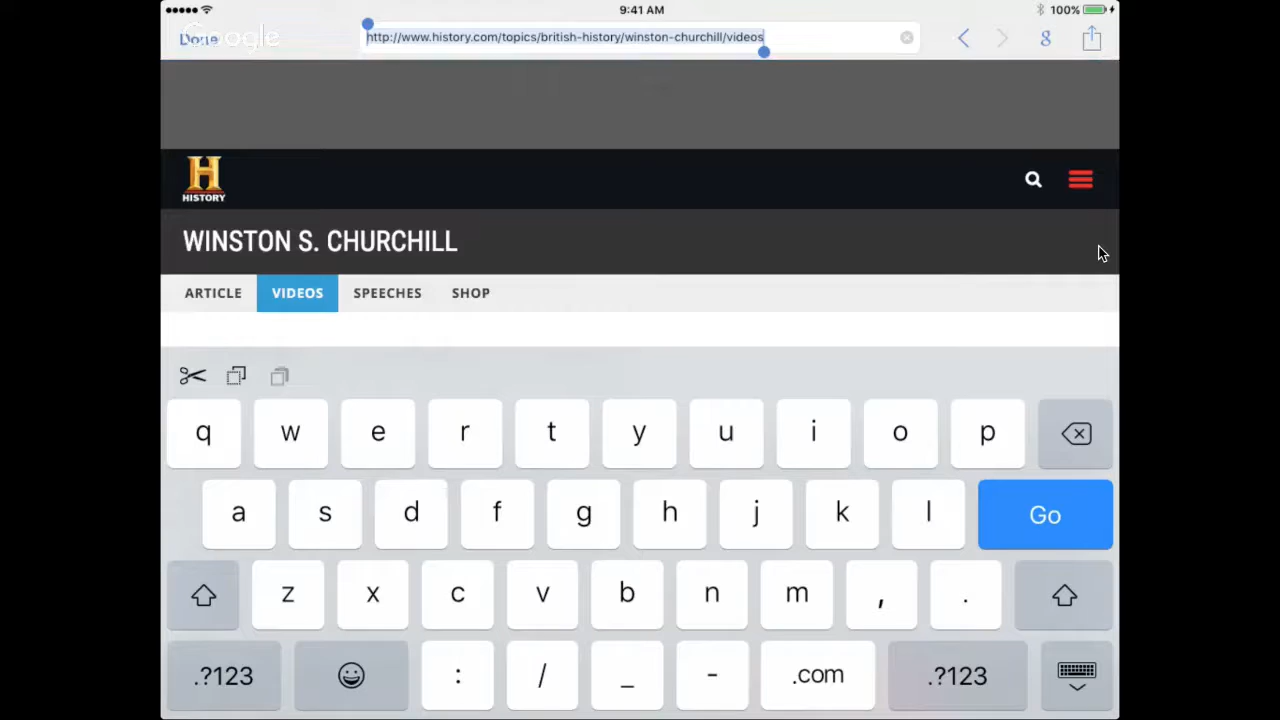 9:41 AM
100%
Done
Google
http://www.history.com/topics/british-history/winston-churchill/videos
g
H
HISTORY
WINSTON S. CHURCHILL
ARTICLE VIDEOS SPEECHES SHOP
q w e r t y u i o p
a s d f g h j k l Go
z x c v b n m , .
.?123 : / _ - .com .?123